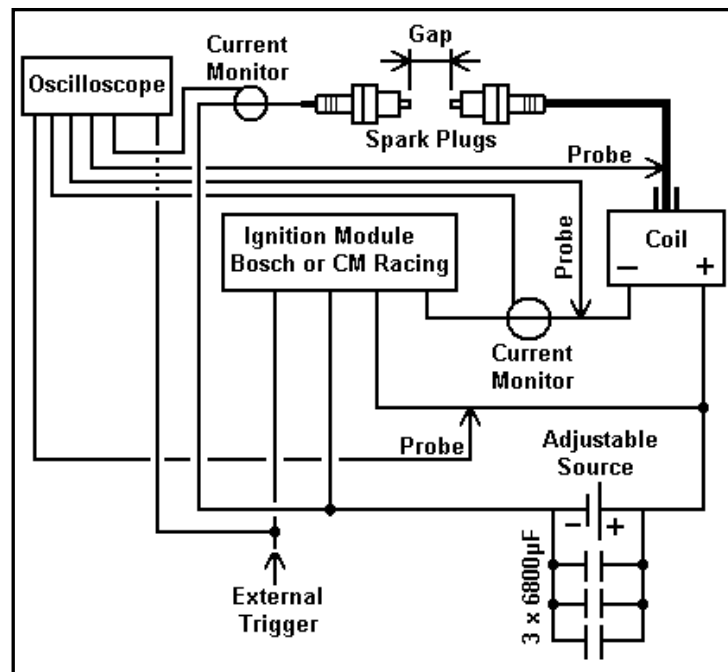 Gap
Current
Monitor
Oscilloscope
Spark Plugs
Probe
Ignition Module
Bosch or CM Racing
Coil
− +
Probe
Current
Monitor
Probe
Adjustable
Source
− +
3 x 6800µF
External
Trigger